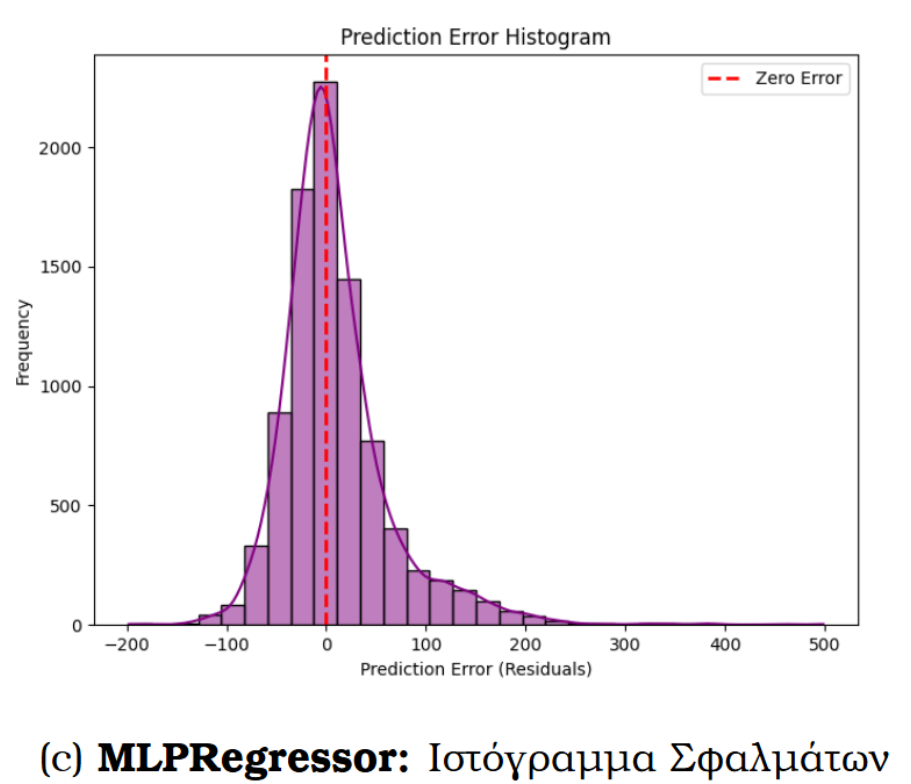 Prediction Error Histogram
Zero Error
2000
1500
1000
500
0
Frequency
−200 −100 0 100 200 300 400 500
Prediction Error (Residuals)
(c) MLPRegressor: Ιστόγραμμα Σφαλμάτων